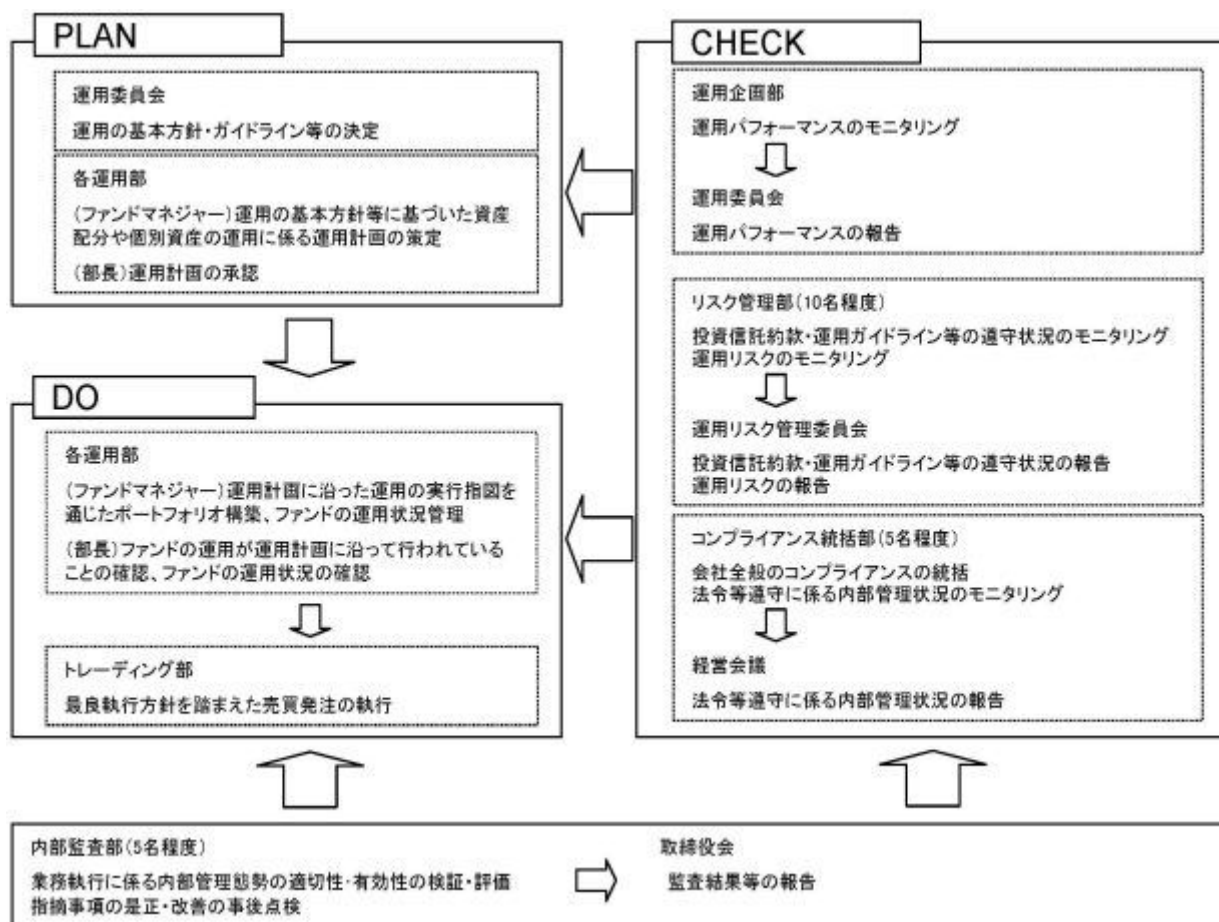 PLAN
運用委員会
運用の基本方針・ガイドライン等の決定
各運用部
(ファンドマネジャー)運用の基本方針等に基づいた資産
配分や個別資産の運用に係る運用計画の策定
(部長)運用計画の承認
DO
各運用部
(ファンドマネジャー)運用計画に沿った運用の実行指図を
通じたポートフォリオ構築、ファンドの運用状況管理
(部長)ファンドの運用が運用計画に沿って行われている
ことの確認、ファンドの運用状況の確認
トレーディング部
最良執行方針を踏まえた売買発注の執行
CHECK
運用企画部
運用パフォーマンスのモニタリング
運用委員会
運用パフォーマンスの報告
リスク管理部(10名程度)
投資信託約款・運用ガイドライン等の遵守状況のモニタリング
運用リスクのモニタリング
運用リスク管理委員会
投資信託約款・運用ガイドライン等の遵守状況の報告
運用リスクの報告
コンプライアンス統括部(5名程度)
会社全般のコンプライアンスの統括
法令等遵守に係る内部管理状況のモニタリング
経営会議
法令等遵守に係る内部管理状況の報告
内部監査部(5名程度)
業務執行に係る内部管理態勢の適切性・有効性の検証・評価
指摘事項の是正・改善の事後点検
取締役会
監査結果等の報告